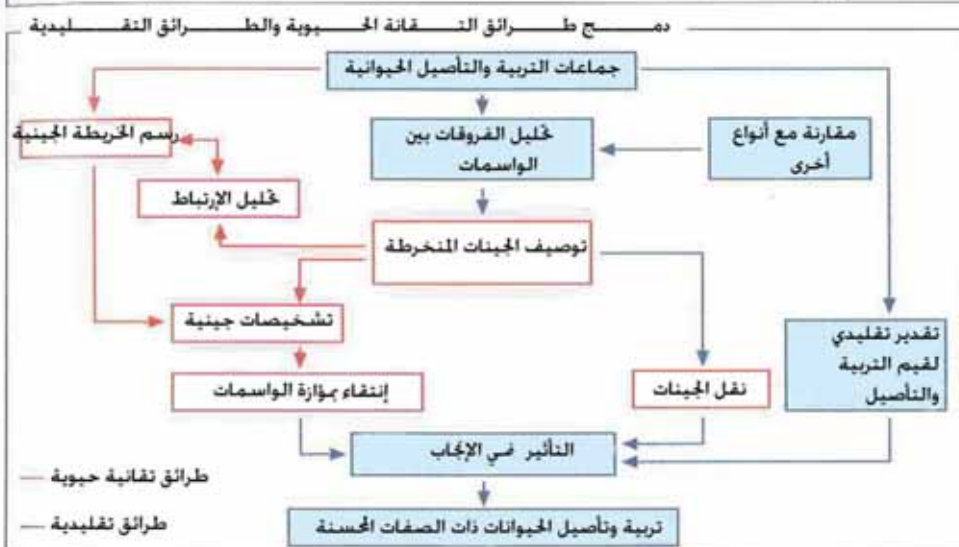 دمج طرائق التقانة الحيوية والطرائق التقليدية
جماعات التربية والتأصيل الحيوانية
رسم الخريطة الجينية
تحليل الفروقات بين
الواسمات
مقارنة مع أنواع
أخرى
تحليل الإرتباط
توصيف الجينات المنخرطة
تشخيصات جينية
تقدير تقليدي
لقيم التربية
والتأصيل
إنتقاء بمؤازة الواسمات
نقل الجينات
التأثير في الإنجاب
طرائق تقانية حيوية
طرائق تقليدية
تربية وتأصيل الحيوانات ذات الصفات المحسنة